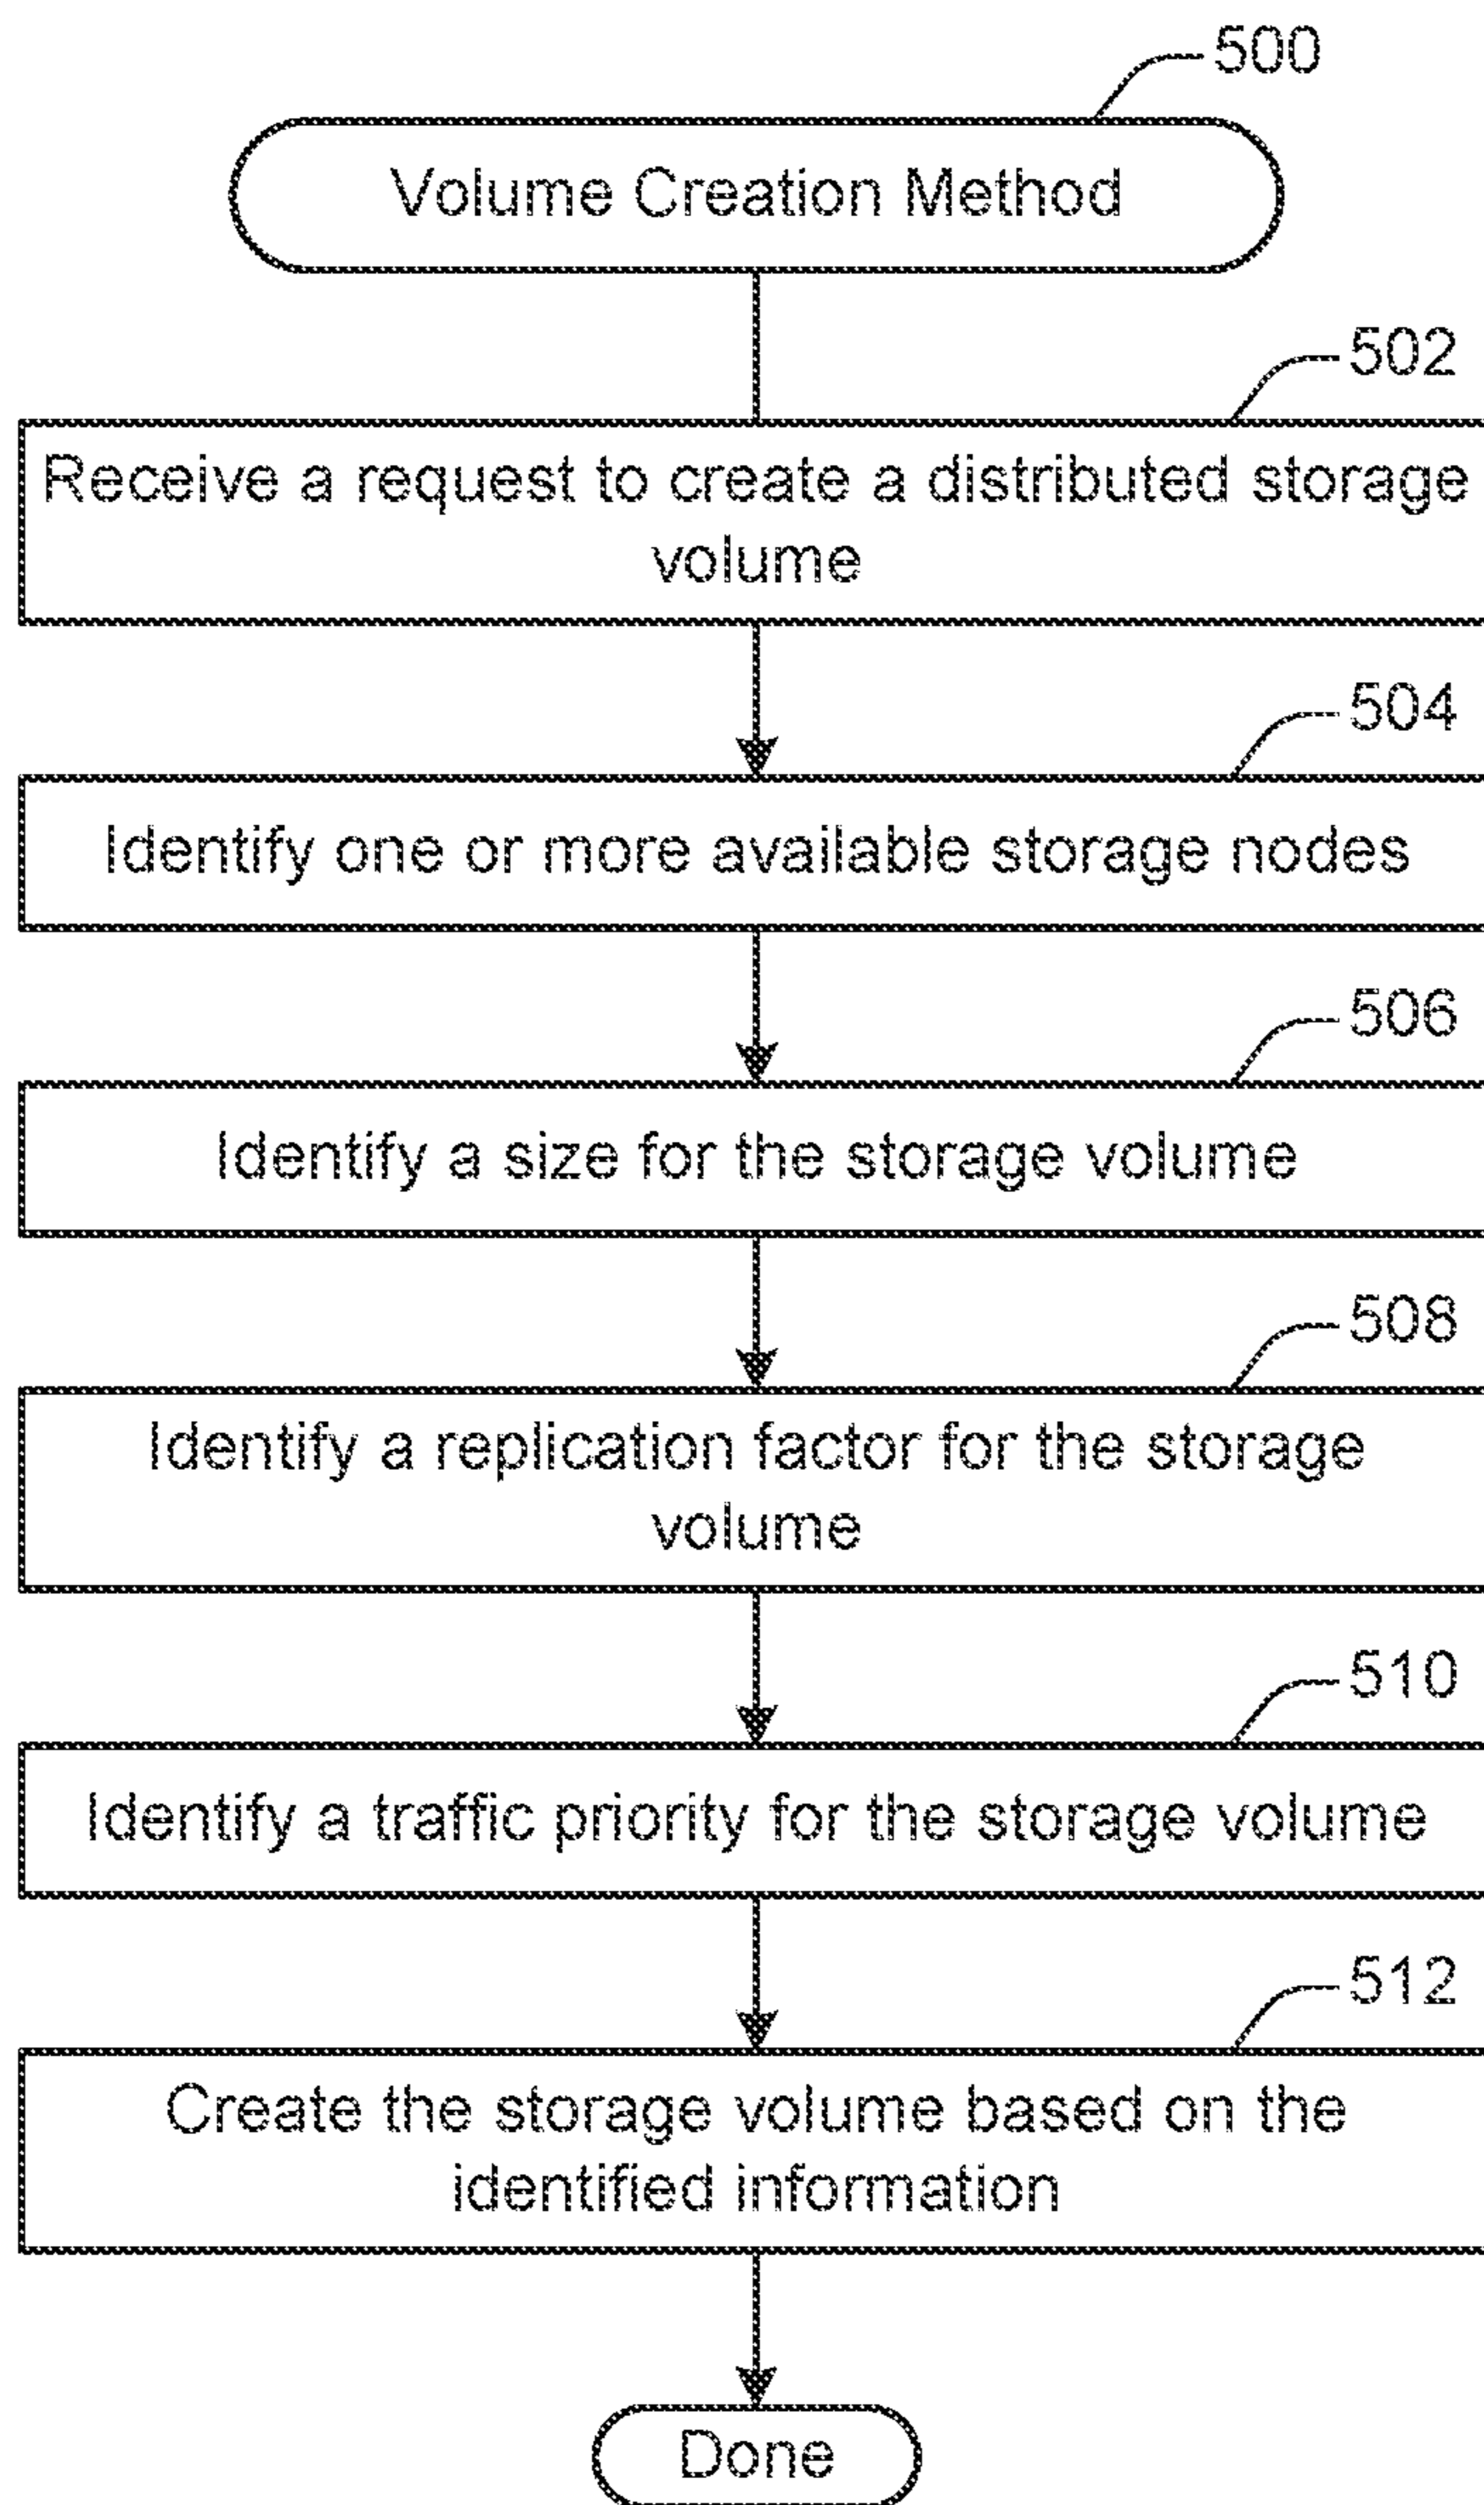 500
Volume Creation Method
502
Receive a request to create a distributed storage
volume
504
Identify one or more available storage nodes
506
Identify a size for the storage volume
508
Identify a replication factor for the storage
volume
510
Identify a traffic priority for the storage volume
512
Create the storage volume based on the
identified information
Done